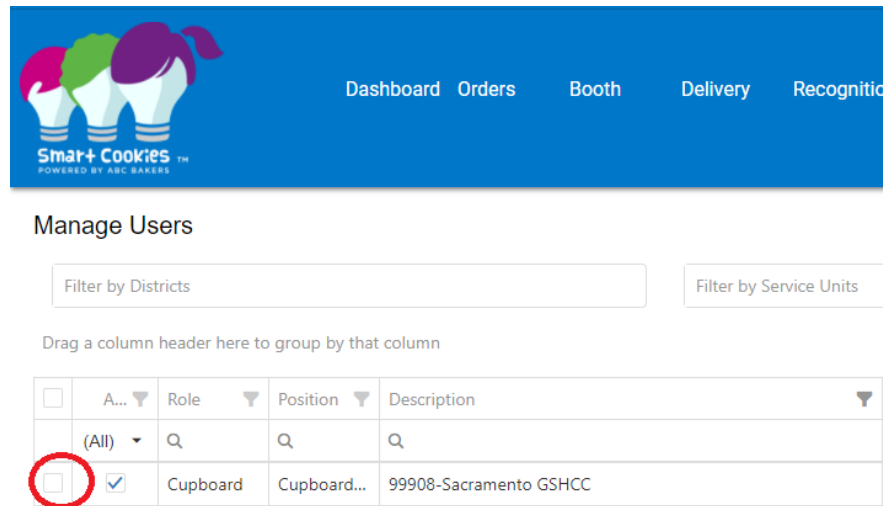 Dashboard Orders Booth Delivery Recognitio
Smart Cookies TM
POWERED BY ABC BAKERS
Manage Users
Filter by Districts Filter by Service Units
Drag a column header here to group by that column
A... Role Position Description
(All)
Cupboard Cupboard... 99908-Sacramento GSHCC